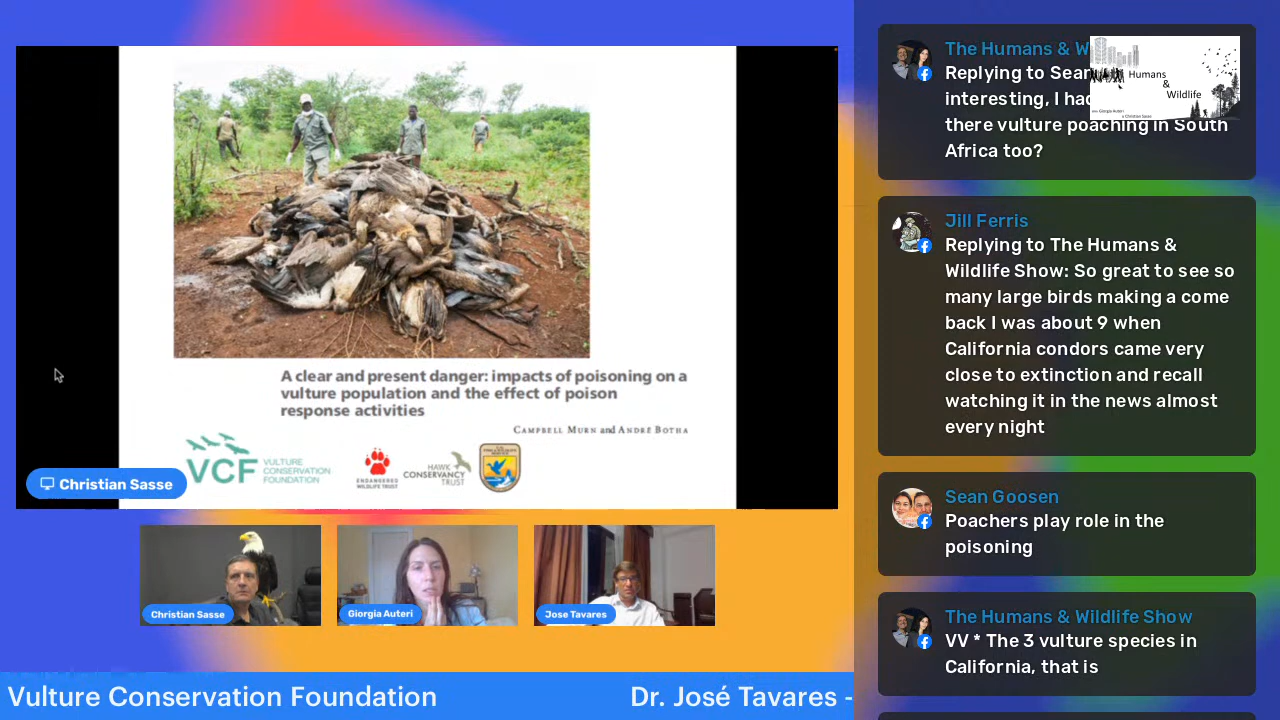 A clear and present danger: impacts of poisoning on a
vulture population and the effect of poison
response activities
CAMPBELL MURN and ANDRÉ BOTHA
VCF
VULTURE
CONSERVATION
FOUNDATION
ENDANGERED
WILDLIFE TRUST
HAWK
CONSERVANCY
TRUST
Christian Sasse
Christian Sasse
Giorgia Auteri
Jose Tavares
Vulture Conservation Foundation
Dr. José Tavares -
The Humans & W
Replying to Sean
interesting, I had
there vulture poaching in South
Africa too?
Humans
&
Wildlife
Jill Ferris
Replying to The Humans &
Wildlife Show: So great to see so
many large birds making a come
back I was about 9 when
California condors came very
close to extinction and recall
watching it in the news almost
every night
Sean Goosen
Poachers play role in the
poisoning
The Humans & Wildlife Show
VV * The 3 vulture species in
California, that is